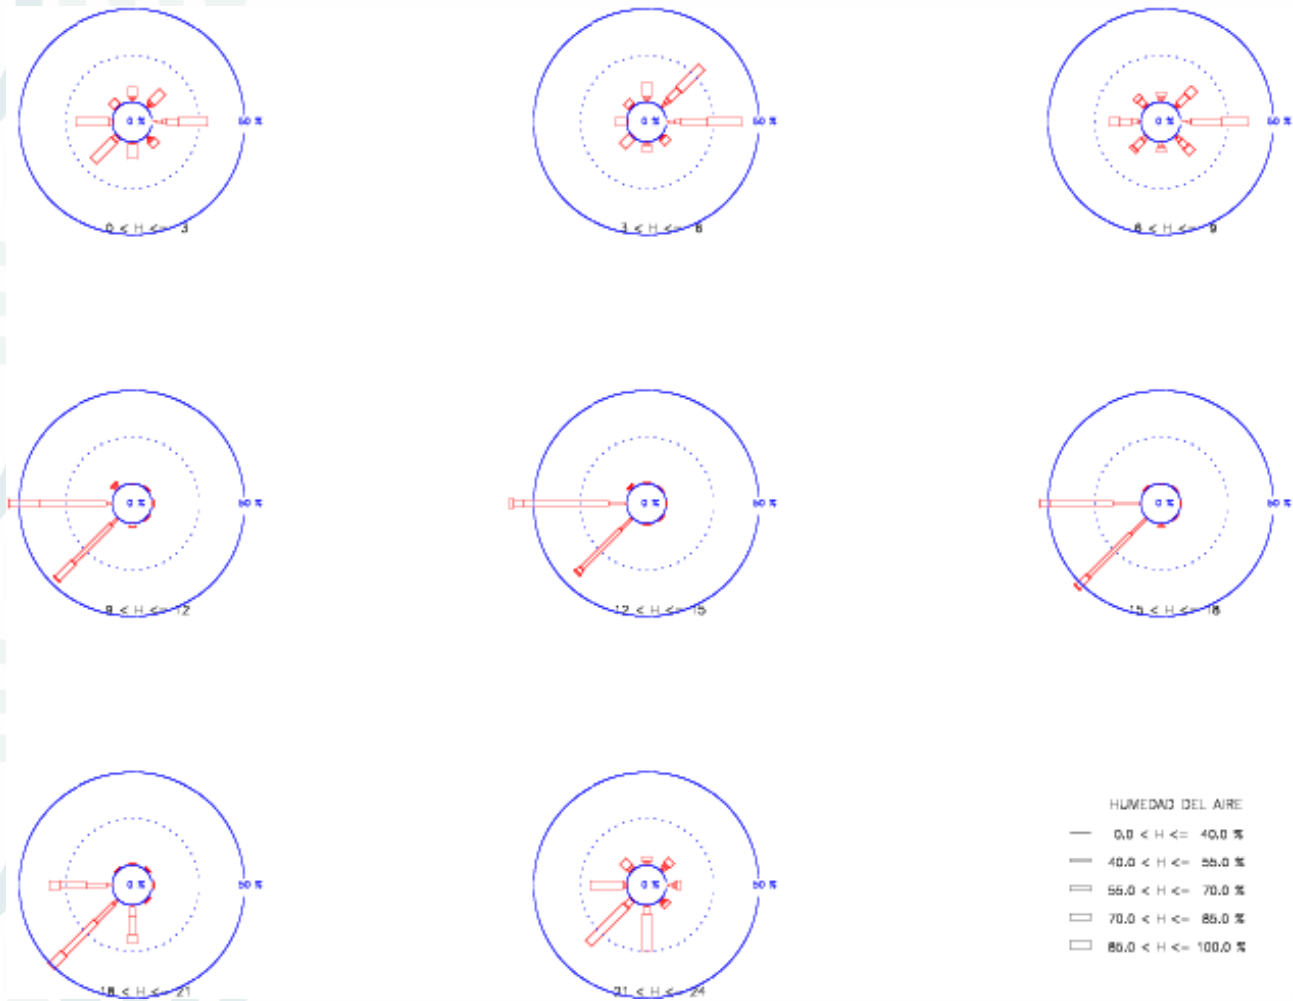 0 %
50 %
0 < H <= 3
0 %
50 %
3 < H <= 6
0 %
50 %
6 < H <= 9
0 %
50 %
9 < H <= 12
0 %
50 %
12 < H <= 15
0 %
50 %
15 < H <= 18
0 %
50 %
18 < H <= 21
0 %
50 %
21 < H <= 24
HUMEDAD DEL AIRE
0.0 < H <= 40.0 %
40.0 < H <= 55.0 %
55.0 < H <= 70.0 %
70.0 < H <= 85.0 %
85.0 < H <= 100.0 %